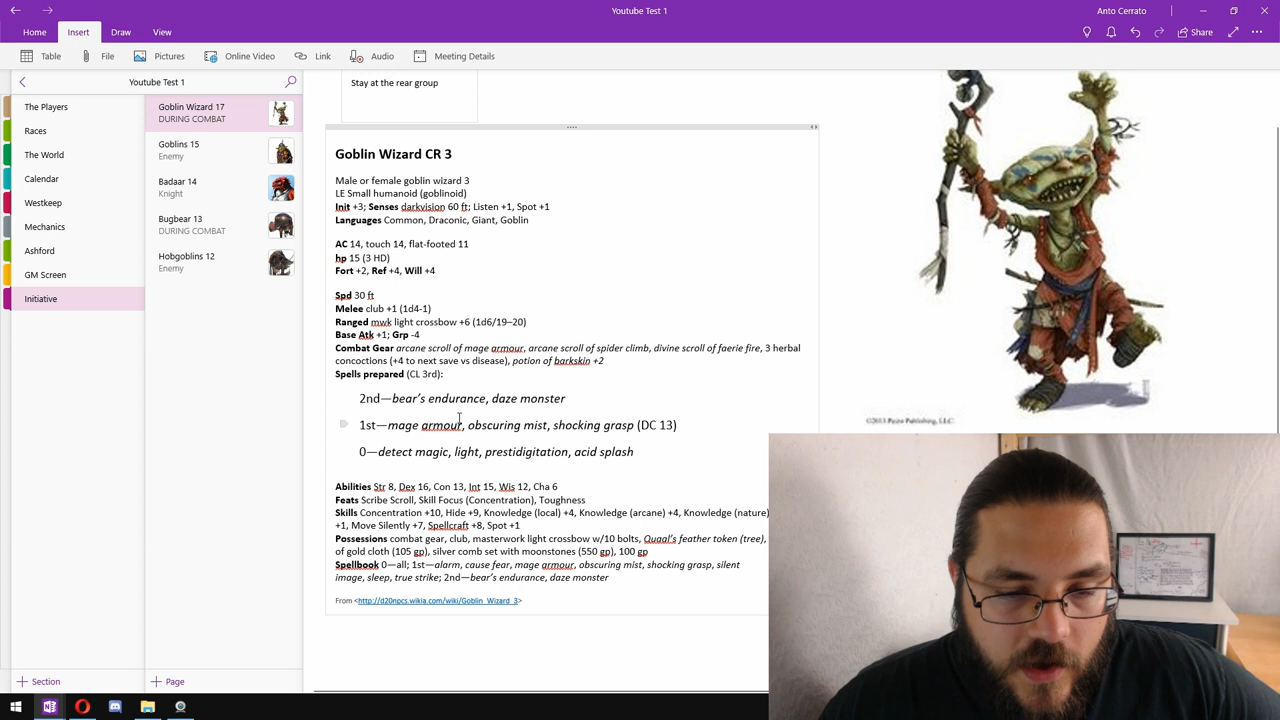 Youtube Test 1
Anto Cerrato
Home
Insert
Draw
View
Share
Table
File
Pictures
Online Video
Link
Audio
Meeting Details
Youtube Test 1
The Players
Races
The World
Calendar
Westkeep
Mechanics
Ashford
GM Screen
Initiative
Section
Goblin Wizard 17
DURING COMBAT
Goblins 15
Enemy
Badaar 14
Knight
Bugbear 13
DURING COMBAT
Hobgoblins 12
Enemy
Page
Stay at the rear group
Goblin Wizard CR 3
Male or female goblin wizard 3
LE Small humanoid (goblinoid)
Init +3; Senses darkvision 60 ft; Listen +1, Spot +1
Languages Common, Draconic, Giant, Goblin
AC 14, touch 14, flat-footed 11
hp 15 (3 HD)
Fort +2, Ref +4, Will +4
Spd 30 ft
Melee club +1 (1d4-1)
Ranged mwk light crossbow +6 (1d6/19–20)
Base Atk +1; Grp -4
Combat Gear arcane scroll of mage armour, arcane scroll of spider climb, divine scroll of faerie fire, 3 herbal
concoctions (+4 to next save vs disease), potion of barkskin +2
Spells prepared (CL 3rd):
2nd—bear’s endurance, daze monster
1st—mage armour, obscuring mist, shocking grasp (DC 13)
0—detect magic, light, prestidigitation, acid splash
Abilities Str 8, Dex 16, Con 13, Int 15, Wis 12, Cha 6
Feats Scribe Scroll, Skill Focus (Concentration), Toughness
Skills Concentration +10, Hide +9, Knowledge (local) +4, Knowledge (arcane) +4, Knowledge (nature)
+1, Move Silently +7, Spellcraft +8, Spot +1
Possessions combat gear, club, masterwork light crossbow w/10 bolts, Quaal’s feather token (tree),
of gold cloth (105 gp), silver comb set with moonstones (550 gp), 100 gp
Spellbook 0—all; 1st—alarm, cause fear, mage armour, obscuring mist, shocking grasp, silent
image, sleep, true strike; 2nd—bear’s endurance, daze monster
From <http://d20npcs.wikia.com/wiki/Goblin_Wizard_3>
©2013 Paizo Publishing, LLC.